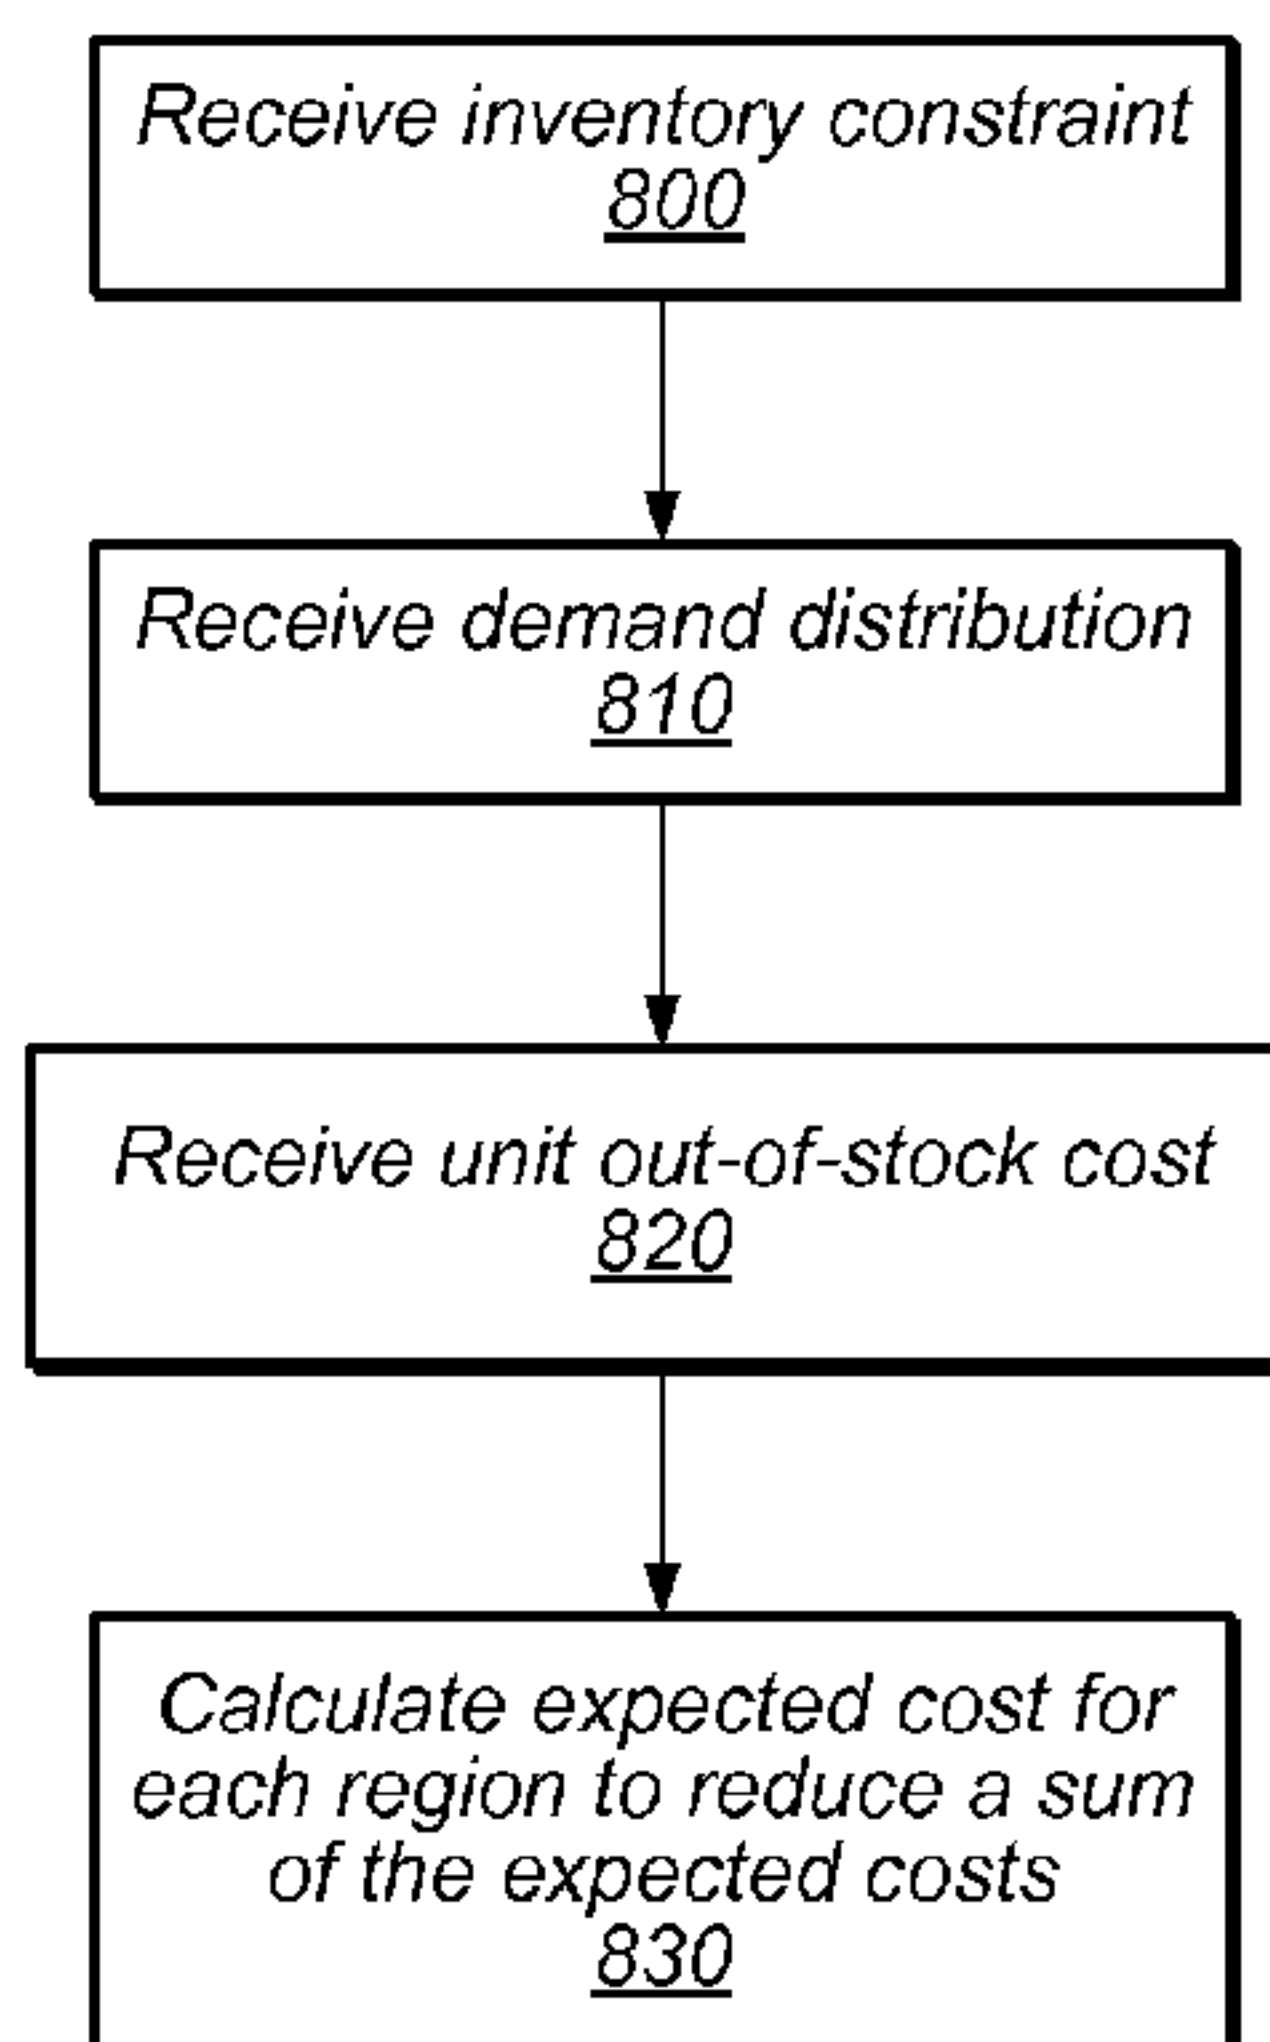 Receive inventory constraint
800
Receive demand distribution
810
Receive unit out-of-stock cost
820
Calculate expected cost for
each region to reduce a sum
of the expected costs
830